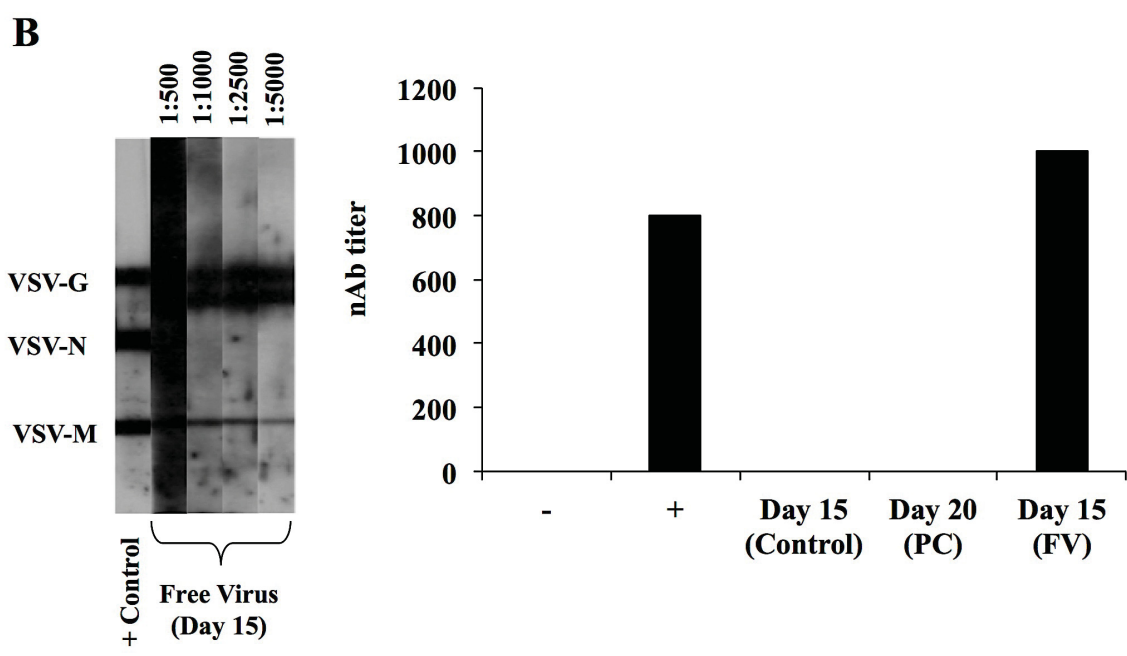 B
1:500
1:1000
1:2500
1:5000
VSV-G
VSV-N
VSV-M
+ Control
Free Virus
(Day 15)
nAb titer
1200
1000
800
600
400
200
0
-
+
Day 15
(Control)
Day 20
(PC)
Day 15
(FV)